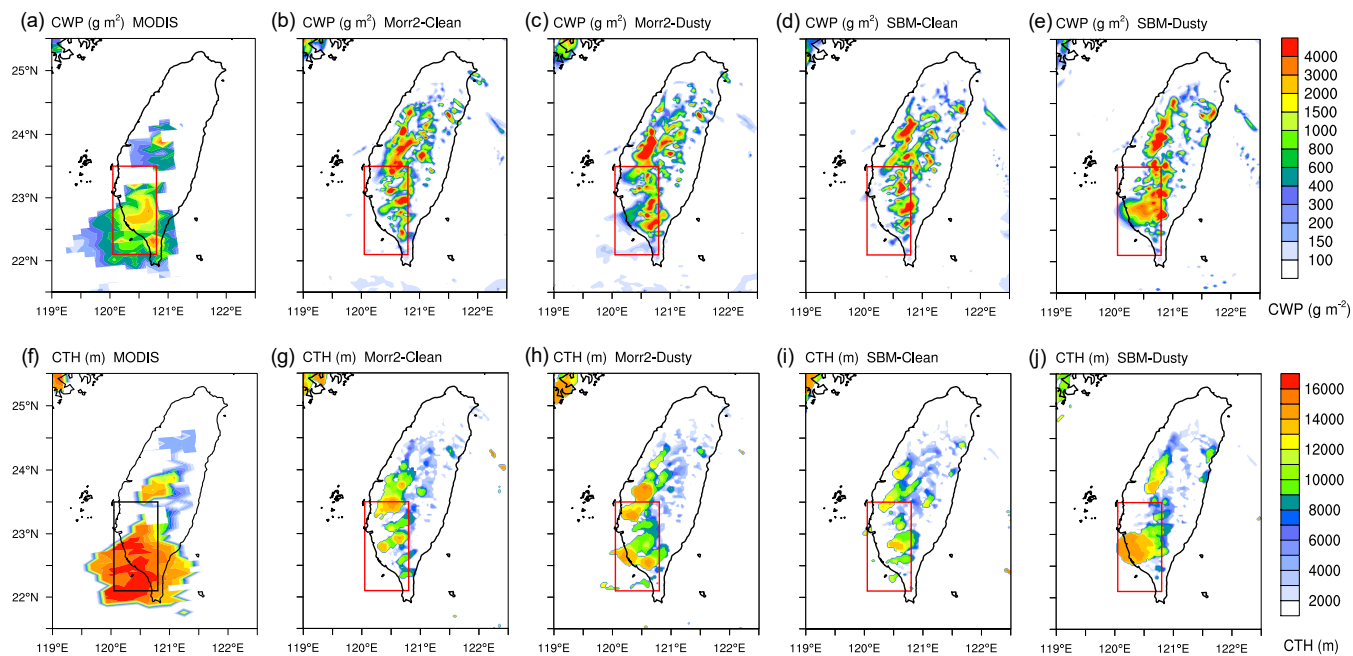 (a) CWP (g m²) MODIS
(b) CWP (g m²) Morr2-Clean
(c) CWP (g m²) Morr2-Dusty
(d) CWP (g m²) SBM-Clean
(e) CWP (g m²) SBM-Dusty
25°N
24°N
23°N
22°N
119°E 120°E 121°E 122°E
119°E 120°E 121°E 122°E
119°E 120°E 121°E 122°E
119°E 120°E 121°E 122°E
119°E 120°E 121°E 122°E
4000
3000
2000
1500
1000
800
600
400
300
200
150
100
CWP (g m⁻²)
(f) CTH (m) MODIS
(g) CTH (m) Morr2-Clean
(h) CTH (m) Morr2-Dusty
(i) CTH (m) SBM-Clean
(j) CTH (m) SBM-Dusty
25°N
24°N
23°N
22°N
119°E 120°E 121°E 122°E
119°E 120°E 121°E 122°E
119°E 120°E 121°E 122°E
119°E 120°E 121°E 122°E
119°E 120°E 121°E 122°E
16000
14000
12000
10000
8000
6000
4000
2000
CTH (m)